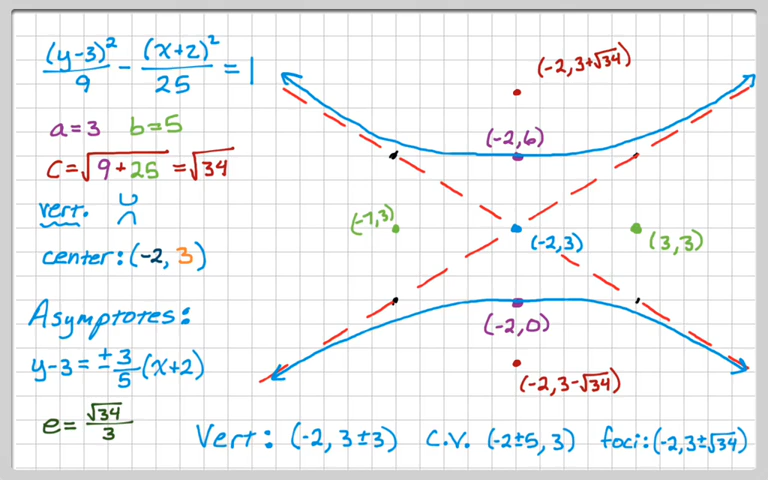 (y-3)²/9 - (x+2)²/25 = 1
a=3 b=5
c=√(9+25) = √34
vert.
center: (-2, 3)
Asymptotes:
y-3 = ±3/5 (x+2)
e = √34/3
(-2, 3+√34)
(-2, 6)
(-7, 3)
(-2, 3)
(3, 3)
(-2, 0)
(-2, 3-√34)
Vert: (-2, 3±3) C.V. (-2±5, 3) foci: (-2, 3±√34)